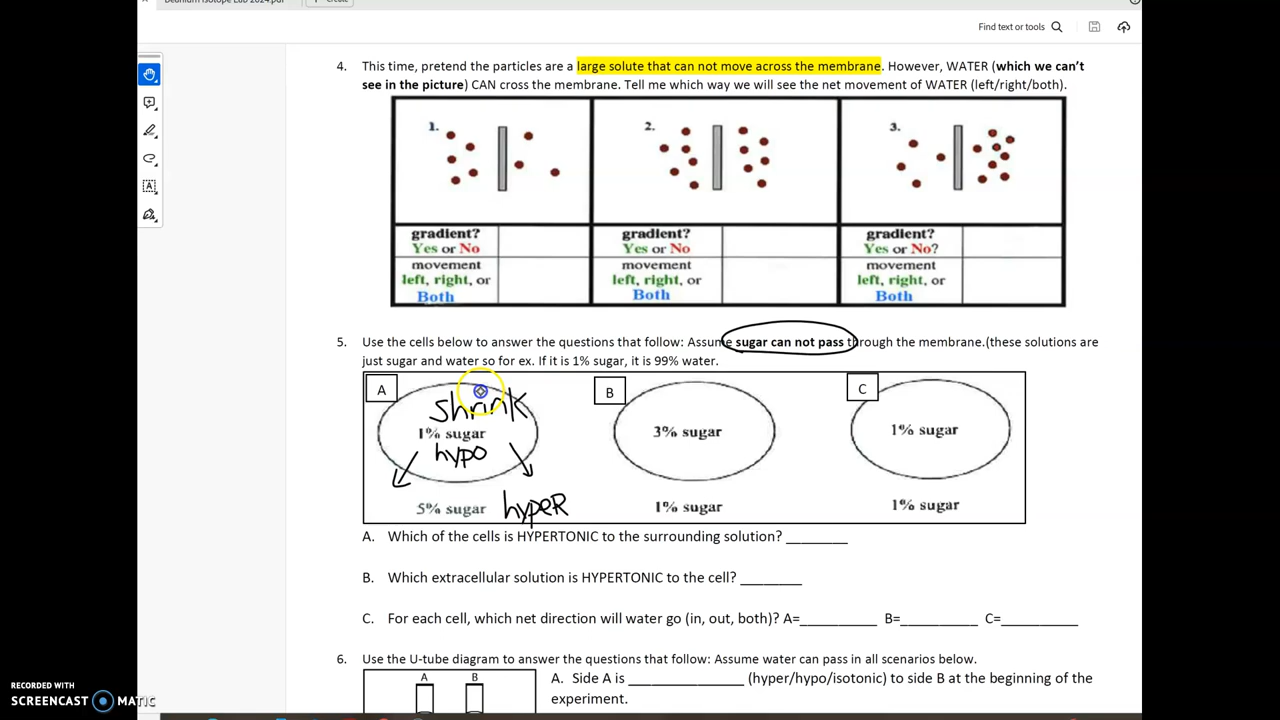 Deanium Isotope Lab 2024.pdf
Create
Find text or tools
4. This time, pretend the particles are a large solute that can not move across the membrane. However, WATER (which we can't
see in the picture) CAN cross the membrane. Tell me which way we will see the net movement of WATER (left/right/both).
1. 2. 3.
gradient? gradient? gradient?
Yes or No Yes or No Yes or No?
movement movement movement
left, right, or left, right, or left, right, or
Both Both Both
5. Use the cells below to answer the questions that follow: Assume sugar can not pass through the membrane.(these solutions are
just sugar and water so for ex. If it is 1% sugar, it is 99% water.
A B C
shrink
1% sugar 3% sugar 1% sugar
hypo
5% sugar hypeR 1% sugar 1% sugar
A. Which of the cells is HYPERTONIC to the surrounding solution? ________
B. Which extracellular solution is HYPERTONIC to the cell? ________
C. For each cell, which net direction will water go (in, out, both)? A=__________ B=__________ C=__________
6. Use the U-tube diagram to answer the questions that follow: Assume water can pass in all scenarios below.
A B
A. Side A is _______________ (hyper/hypo/isotonic) to side B at the beginning of the
experiment.
RECORDED WITH
SCREENCAST MATIC